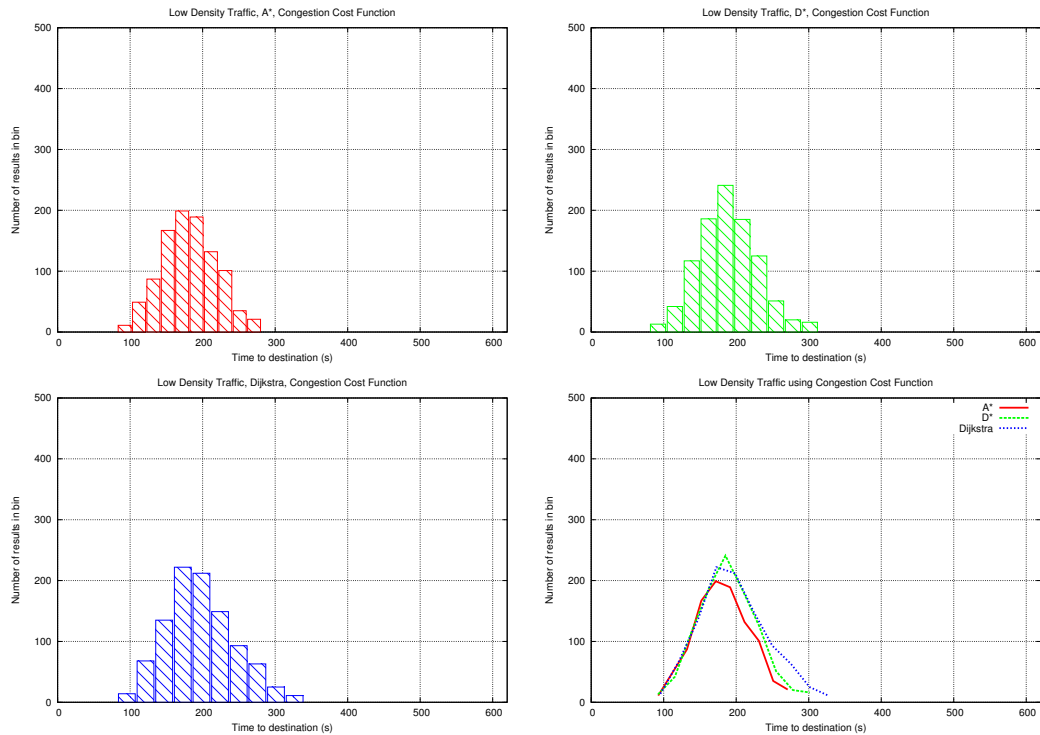 Low Density Traffic, A*, Congestion Cost Function
500
400
300
200
100
0
Number of results in bin
0 100 200 300 400 500 600
Time to destination (s)
Low Density Traffic, D*, Congestion Cost Function
500
400
300
200
100
0
Number of results in bin
0 100 200 300 400 500 600
Time to destination (s)
Low Density Traffic, Dijkstra, Congestion Cost Function
500
400
300
200
100
0
Number of results in bin
0 100 200 300 400 500 600
Time to destination (s)
Low Density Traffic using Congestion Cost Function
A*
D*
Dijkstra
500
400
300
200
100
0
Number of results in bin
0 100 200 300 400 500 600
Time to destination (s)